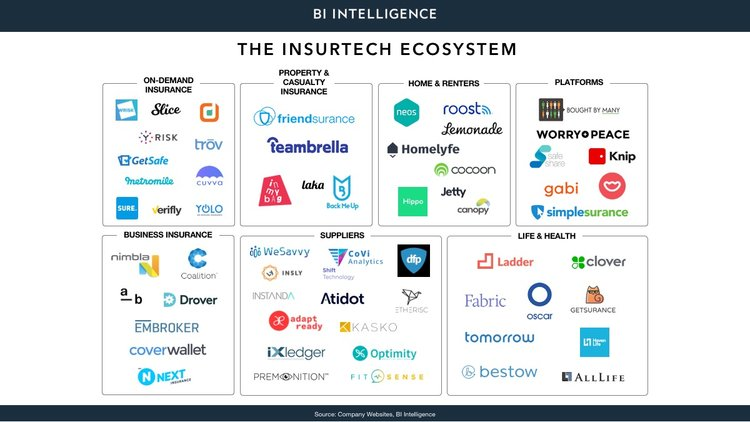 BI INTELLIGENCE
THE INSURTECH ECOSYSTEM
ON-DEMAND
INSURANCE
Slice
RISK
trōv
GetSafe
metromile
cuvva
SURE.
verifly
YOLO
PROPERTY &
CASUALTY
INSURANCE
friendsurance
teambrella
in
my
bag
laka
Back Me Up
HOME & RENTERS
neos
roost
Lemonade
Homelyfe
cocoon
Hippo
Jetty
canopy
PLATFORMS
BOUGHT BY MANY
WORRY PEACE
safe
share
Knip
gabi
simplesurance
BUSINESS INSURANCE
nimbla
Coalition
a
b
Drover
EMBROKER
coverwallet
NEXT
INSURANCE
SUPPLIERS
WeSavvy
CoVi
Analytics
dfp
INSLY
Shift
Technology
INSTANDA
Atidot
ETHERISC
adapt
ready
KASKO
iXledger
Optimity
PREMONITION™
FIT SENSE
LIFE & HEALTH
Ladder
clover
Fabric
oscar
GETSURANCE
tomorrow
Human
Life
bestow
ALLLIFE
Source: Company Websites, BI Intelligence